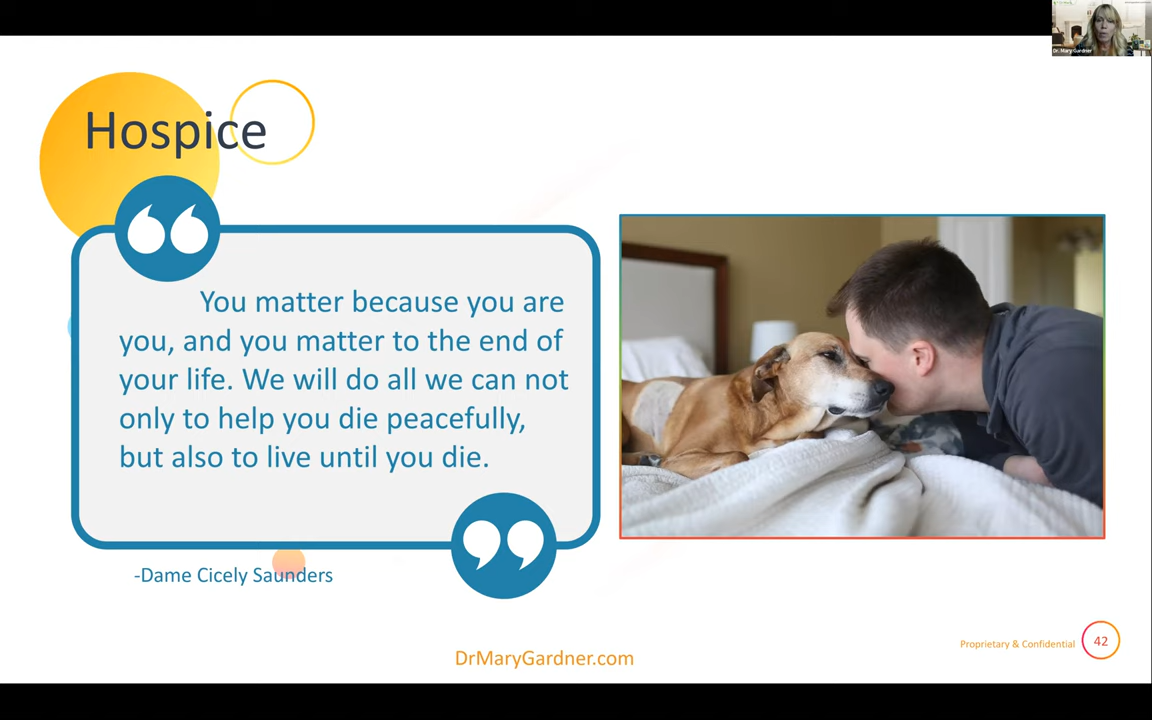 Dr. Mary Gardner
Hospice
You matter because you are
you, and you matter to the end of
your life. We will do all we can not
only to help you die peacefully,
but also to live until you die.
-Dame Cicely Saunders
Proprietary & Confidential 42
DrMaryGardner.com